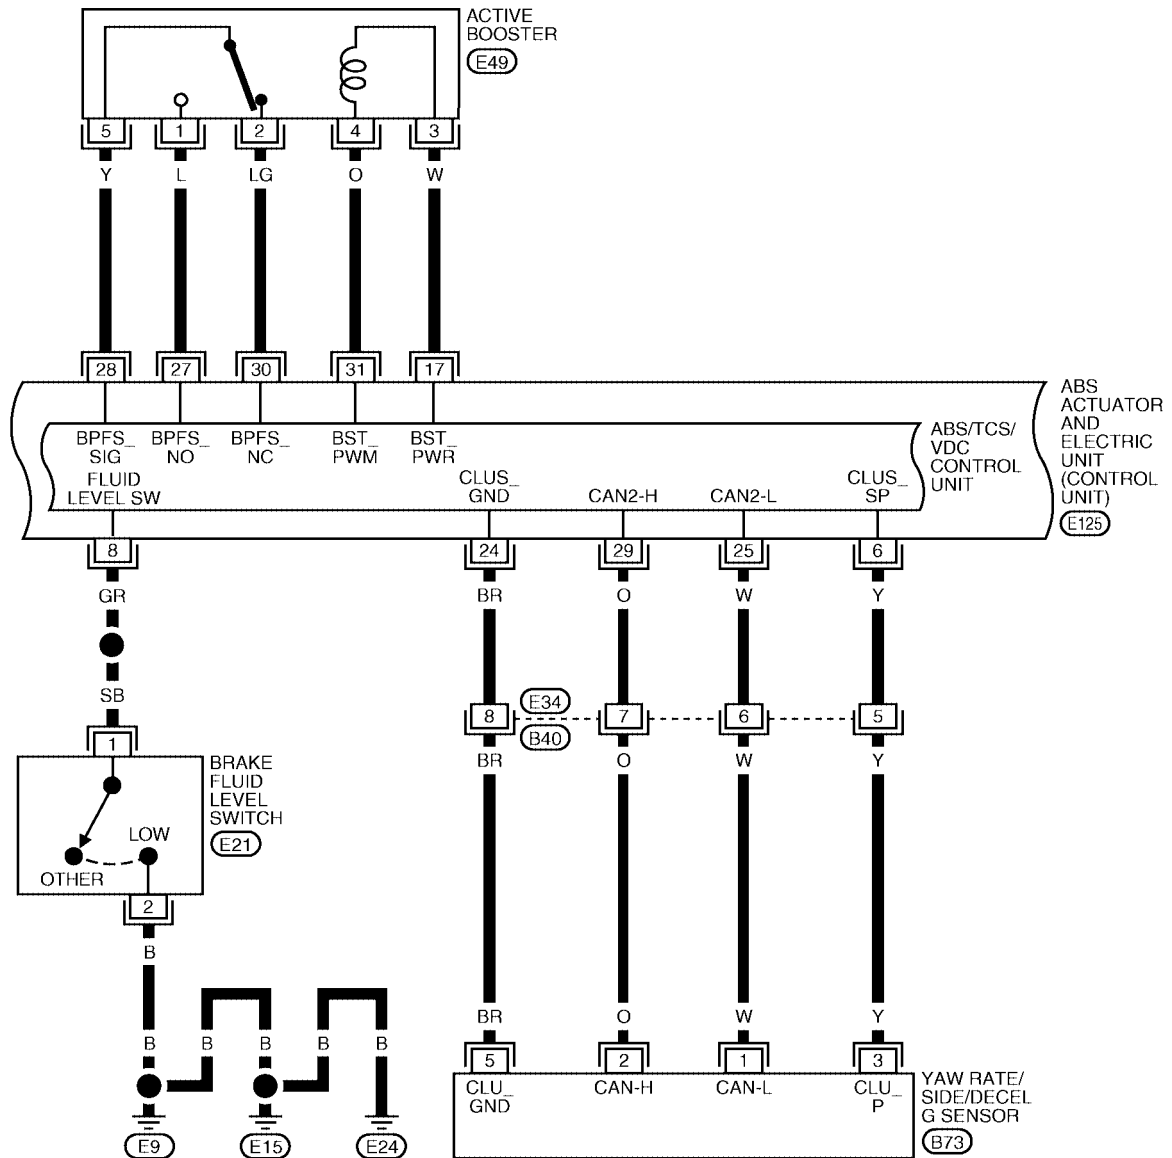 ACTIVE
BOOSTER
E49
5 1 2 4 3
Y L LG O W
28 27 30 31 17
BPFS_ BPFS_ BPFS_ BST_ BST_
SIG NO NC PWM PWR
ABS/TCS/
VDC
CONTROL
UNIT
ABS
ACTUATOR
AND
ELECTRIC
UNIT
(CONTROL
UNIT)
E125
FLUID
LEVEL SW
CLUS_
GND
CAN2-H
CAN2-L
CLUS_
SP
8 24 29 25 6
GR BR O W Y
SB
E34
8 7 6 5
B40
BR O W Y
1
BRAKE
FLUID
LEVEL
SWITCH
E21
LOW
OTHER
2
B
BR O W Y
B B B B B
5 2 1 3
CLU_
GND
CAN-H
CAN-L
CLU_
P
YAW RATE/
SIDE/DECEL
G SENSOR
B73
E9 E15 E24